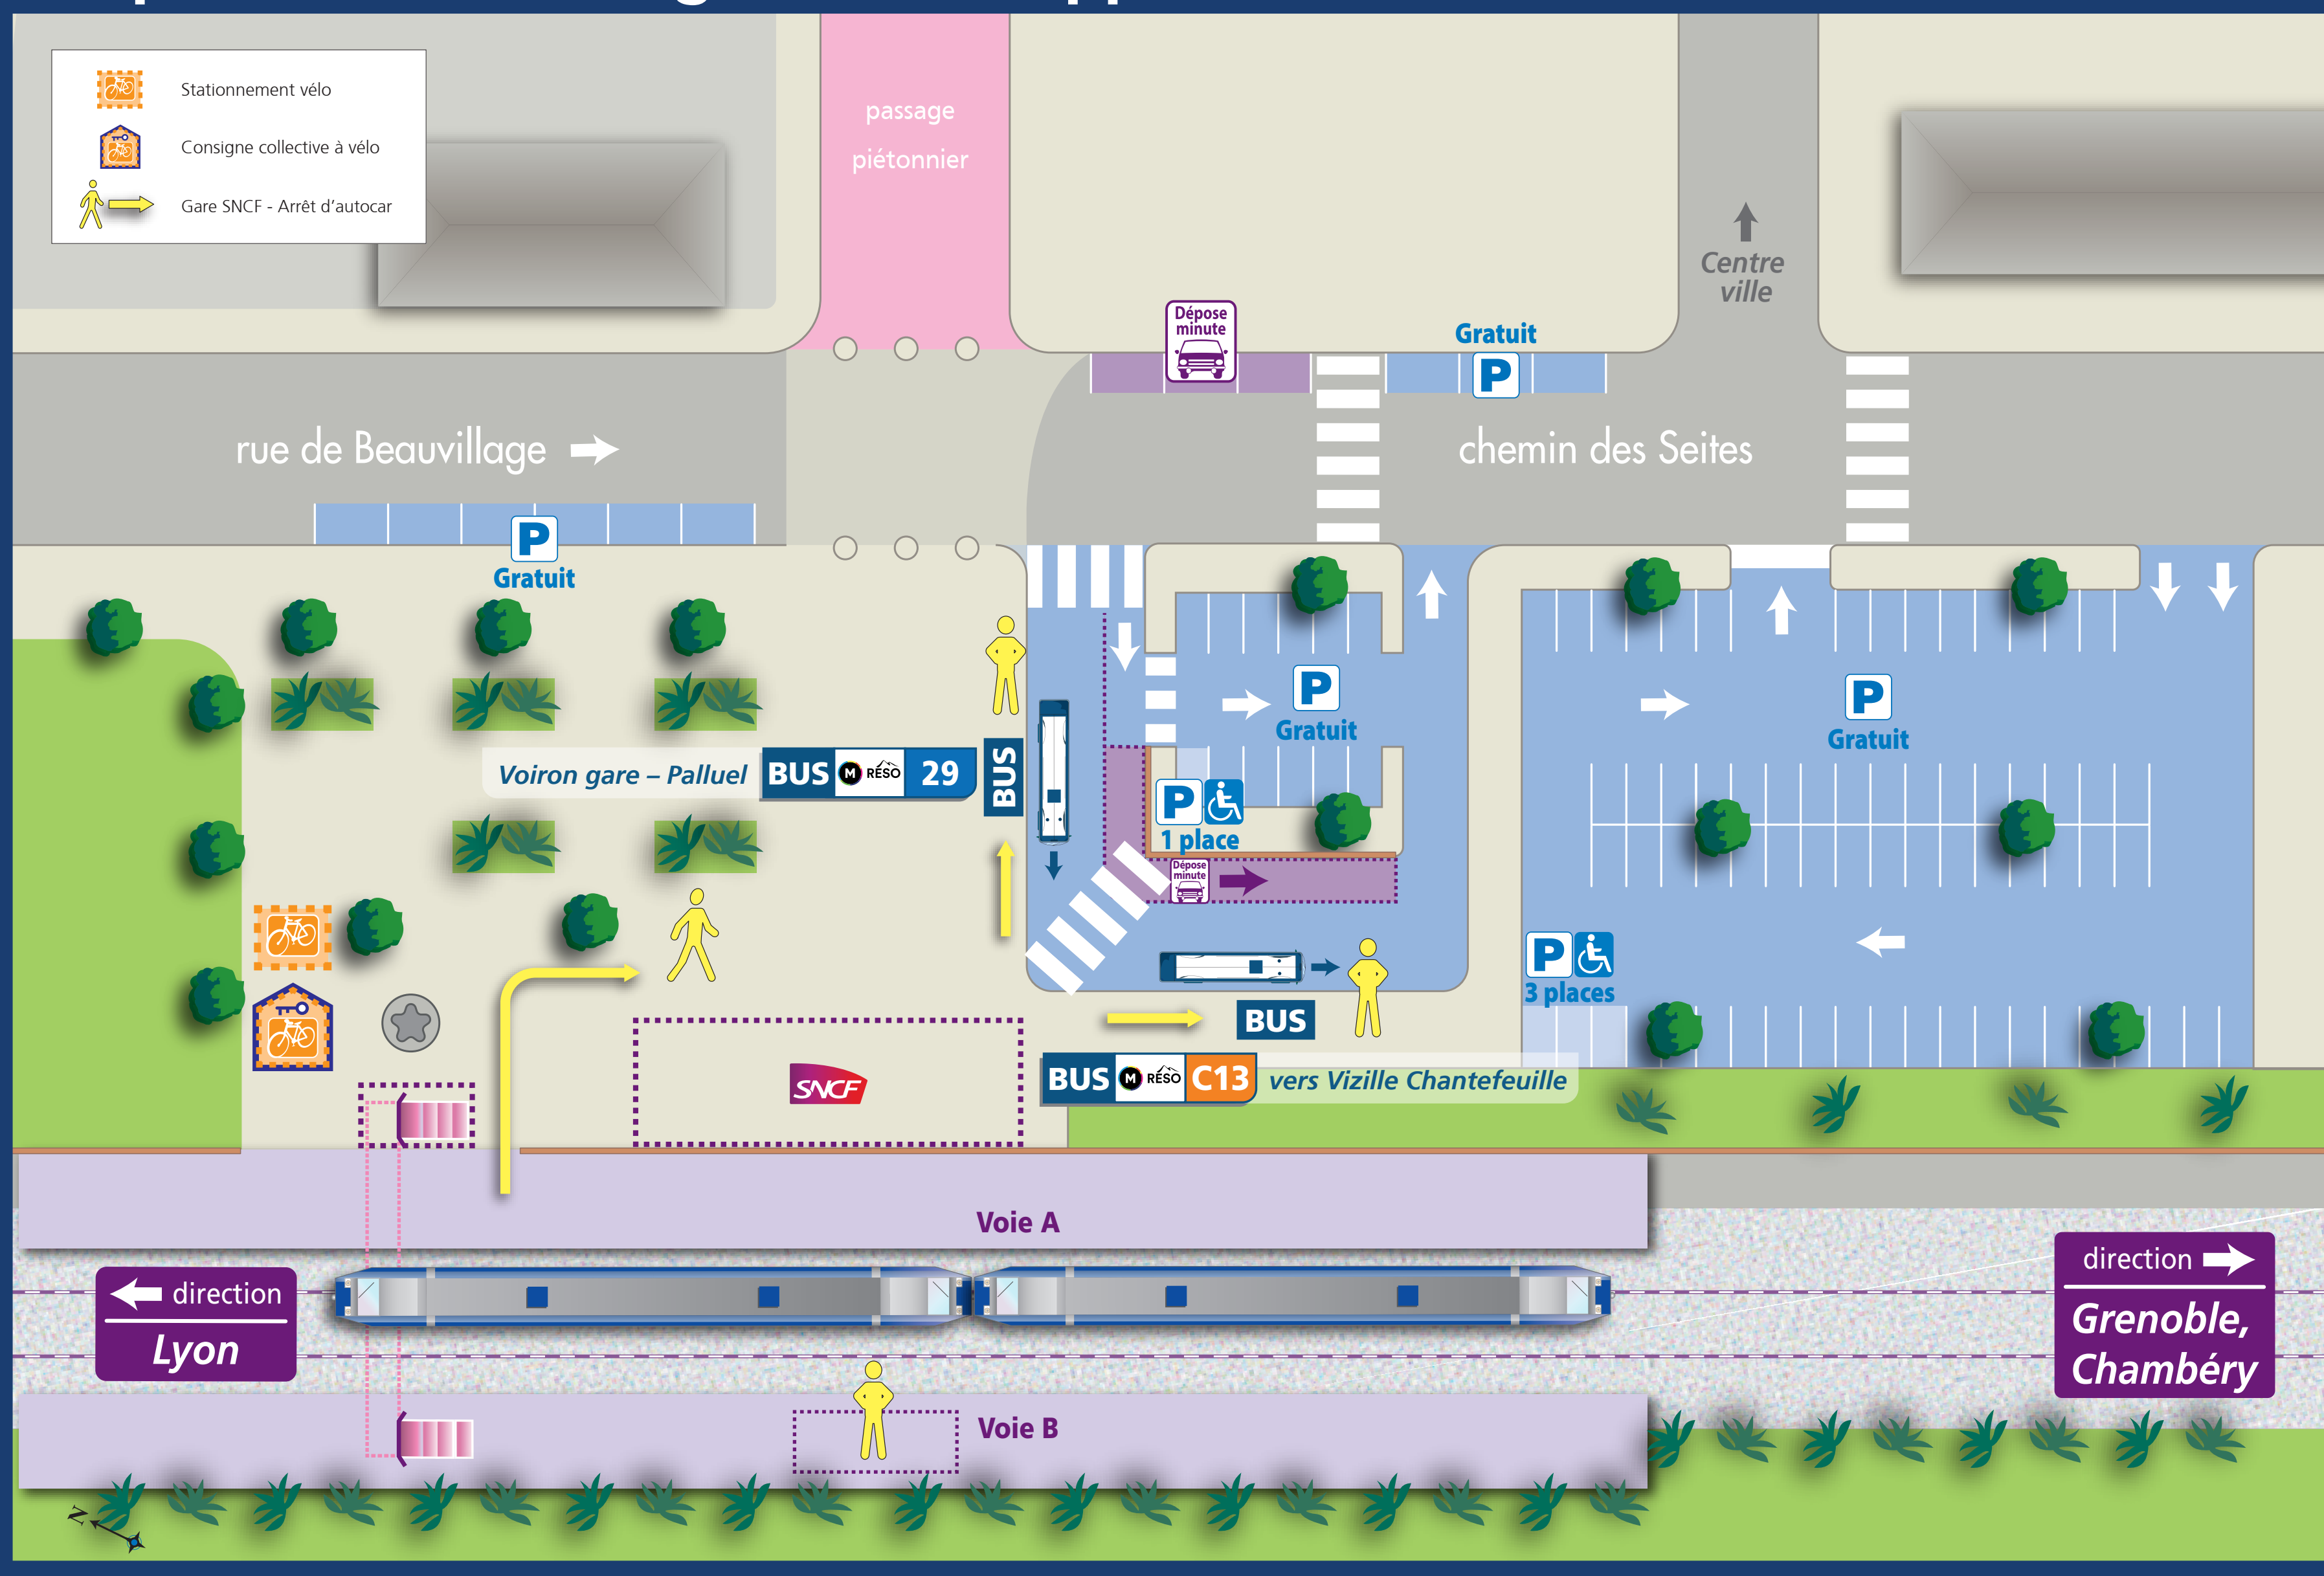 Stationnement vélo
Consigne collective à vélo
Gare SNCF - Arrêt d'autocar
passage
piétonnier
Centre
ville
Dépose
minute
Gratuit
P
rue de Beauvillage
chemin des Seites
P
Gratuit
P
Gratuit
P
Gratuit
Voiron gare – Palluel
BUS M RÉSO 29
BUS
P
1 place
Dépose
minute
P
3 places
BUS
SNCF
BUS M RÉSO C13 vers Vizille Chantefeuille
Voie A
direction
Lyon
direction
Grenoble,
Chambéry
Voie B
N